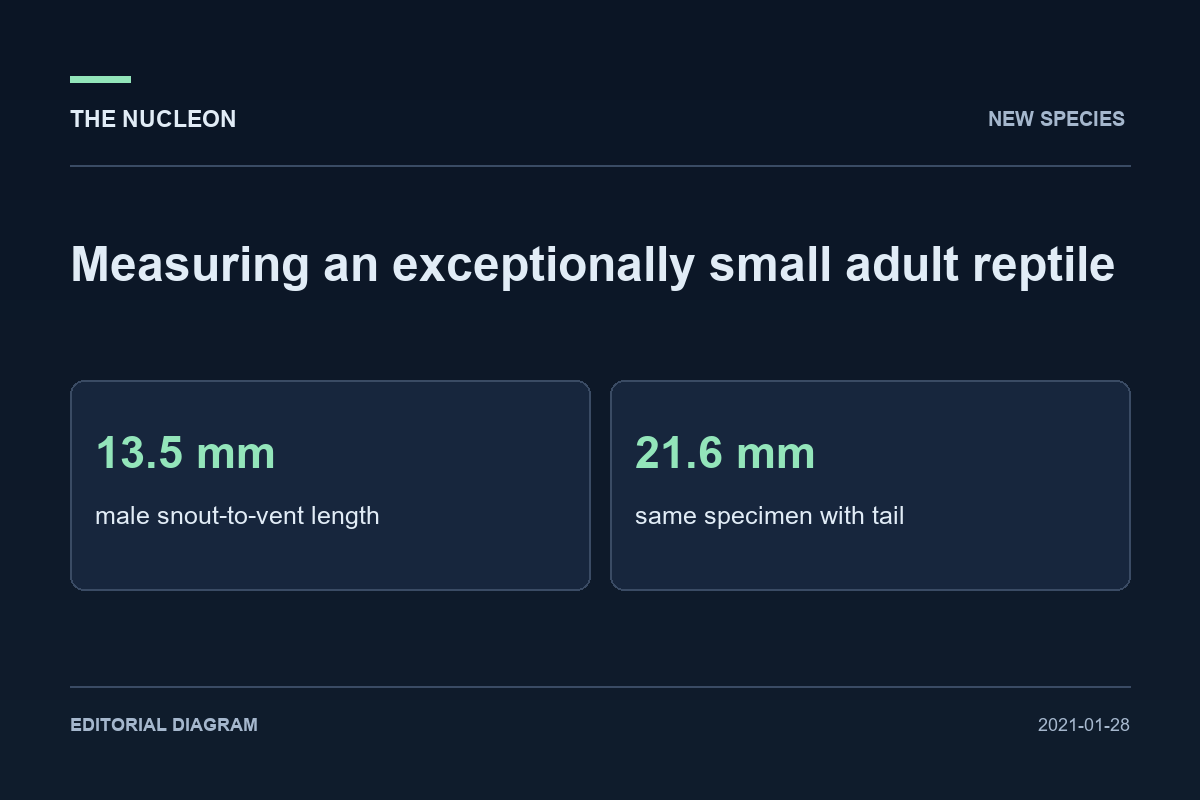 THE NUCLEON
NEW SPECIES
Measuring an exceptionally small adult reptile
13.5 mm
male snout-to-vent length
21.6 mm
same specimen with tail
EDITORIAL DIAGRAM
2021-01-28